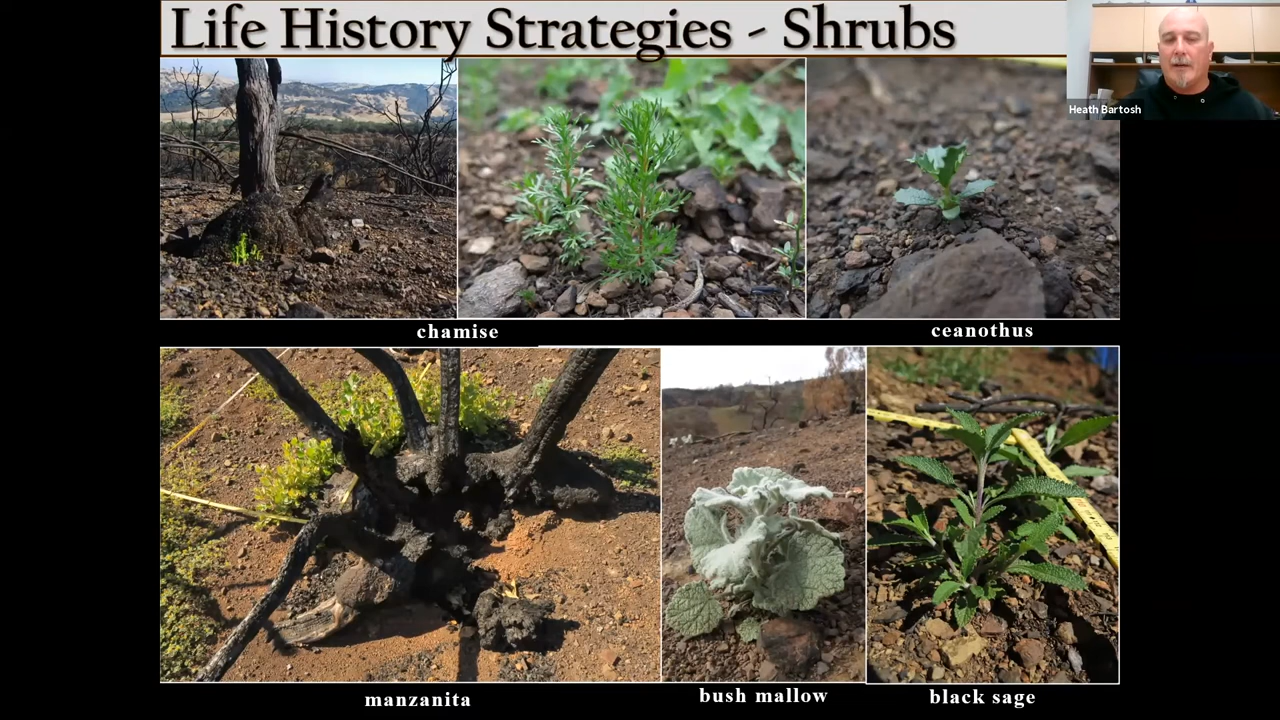 Life History Strategies - Shrubs
Heath Bartosh
chamise
ceanothus
manzanita
bush mallow
black sage